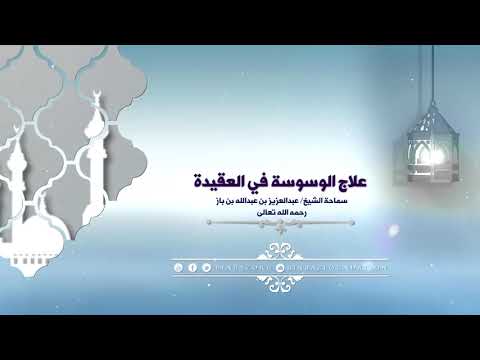 علاج الوسوسة في العقيدة
سماحة الشيخ/ عبدالعزيز بن عبدالله بن باز
رحمه الله تعالى